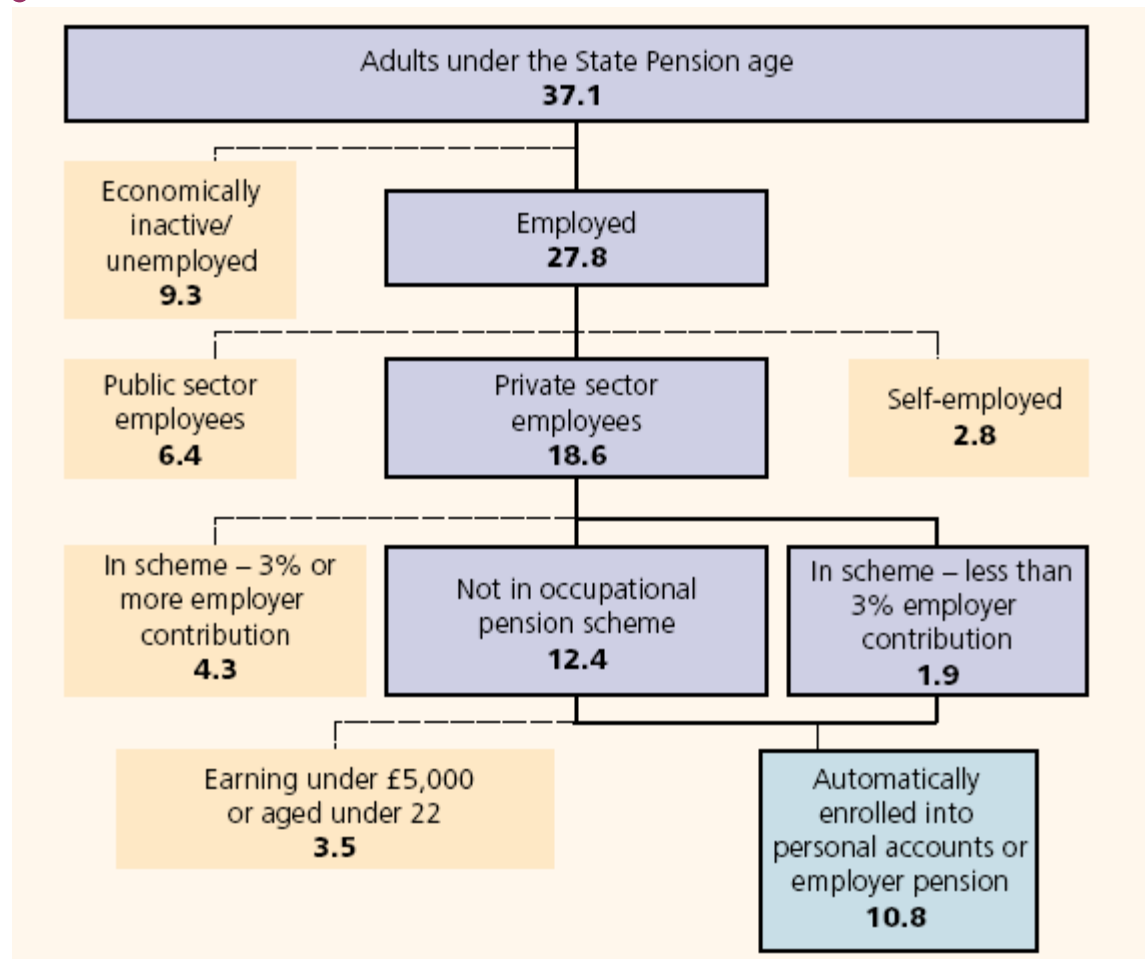 Adults under the State Pension age
37.1
Economically
inactive/
unemployed
9.3
Employed
27.8
Public sector
employees
6.4
Private sector
employees
18.6
Self-employed
2.8
In scheme – 3% or
more employer
contribution
4.3
Not in occupational
pension scheme
12.4
In scheme – less than
3% employer
contribution
1.9
Earning under £5,000
or aged under 22
3.5
Automatically
enrolled into
personal accounts or
employer pension
10.8